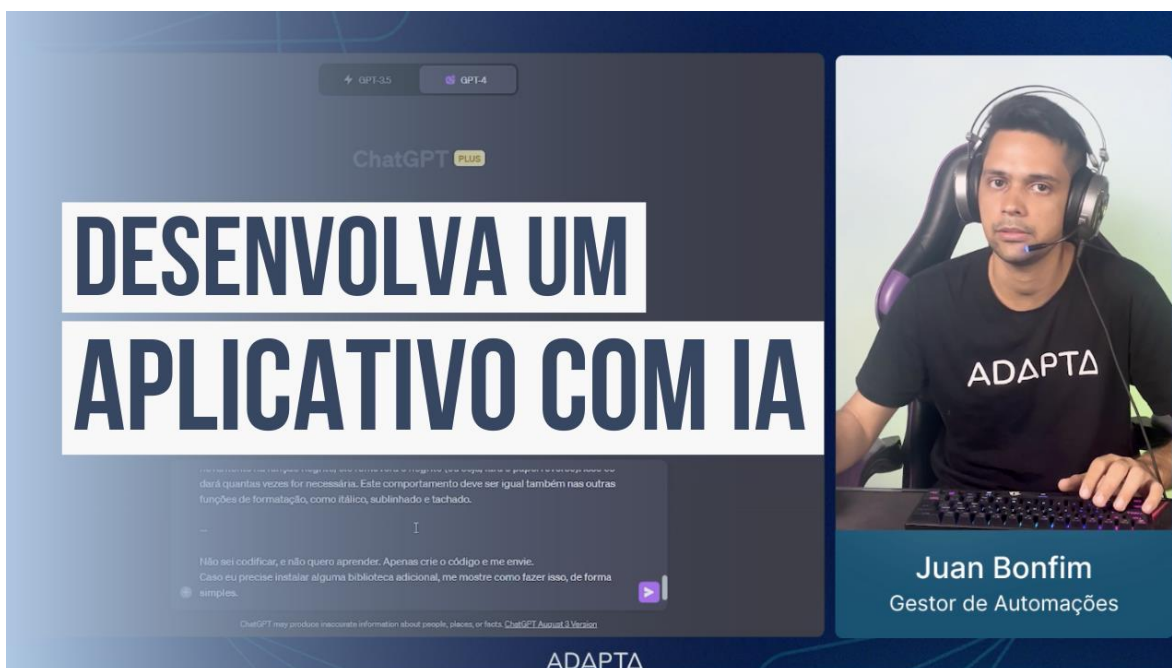 GPT-3.5
GPT-4
ChatGPT PLUS
DESENVOLVA UM
APLICATIVO COM IA
dará quantas vezes for necessária. Este comportamento deve ser igual também nas outras
funções de formatação, como itálico, sublinhado e tachado.
Não sei codificar, e não quero aprender. Apenas crie o código e me envie.
Caso eu precise instalar alguma biblioteca adicional, me mostre como fazer isso, de forma
simples.
ChatGPT may produce inaccurate information about people, places, or facts. ChatGPT August 3 Version
ADAPTA
Juan Bonfim
Gestor de Automações
ADAPTA